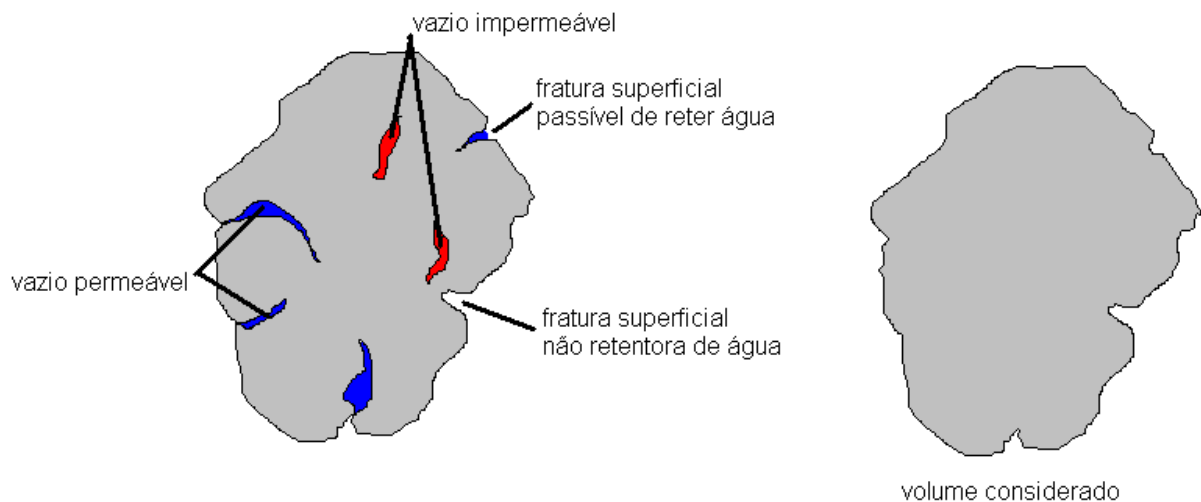 vazio impermeável
fratura superficial
passível de reter água
vazio permeável
fratura superficial
não retentora de água
volume considerado